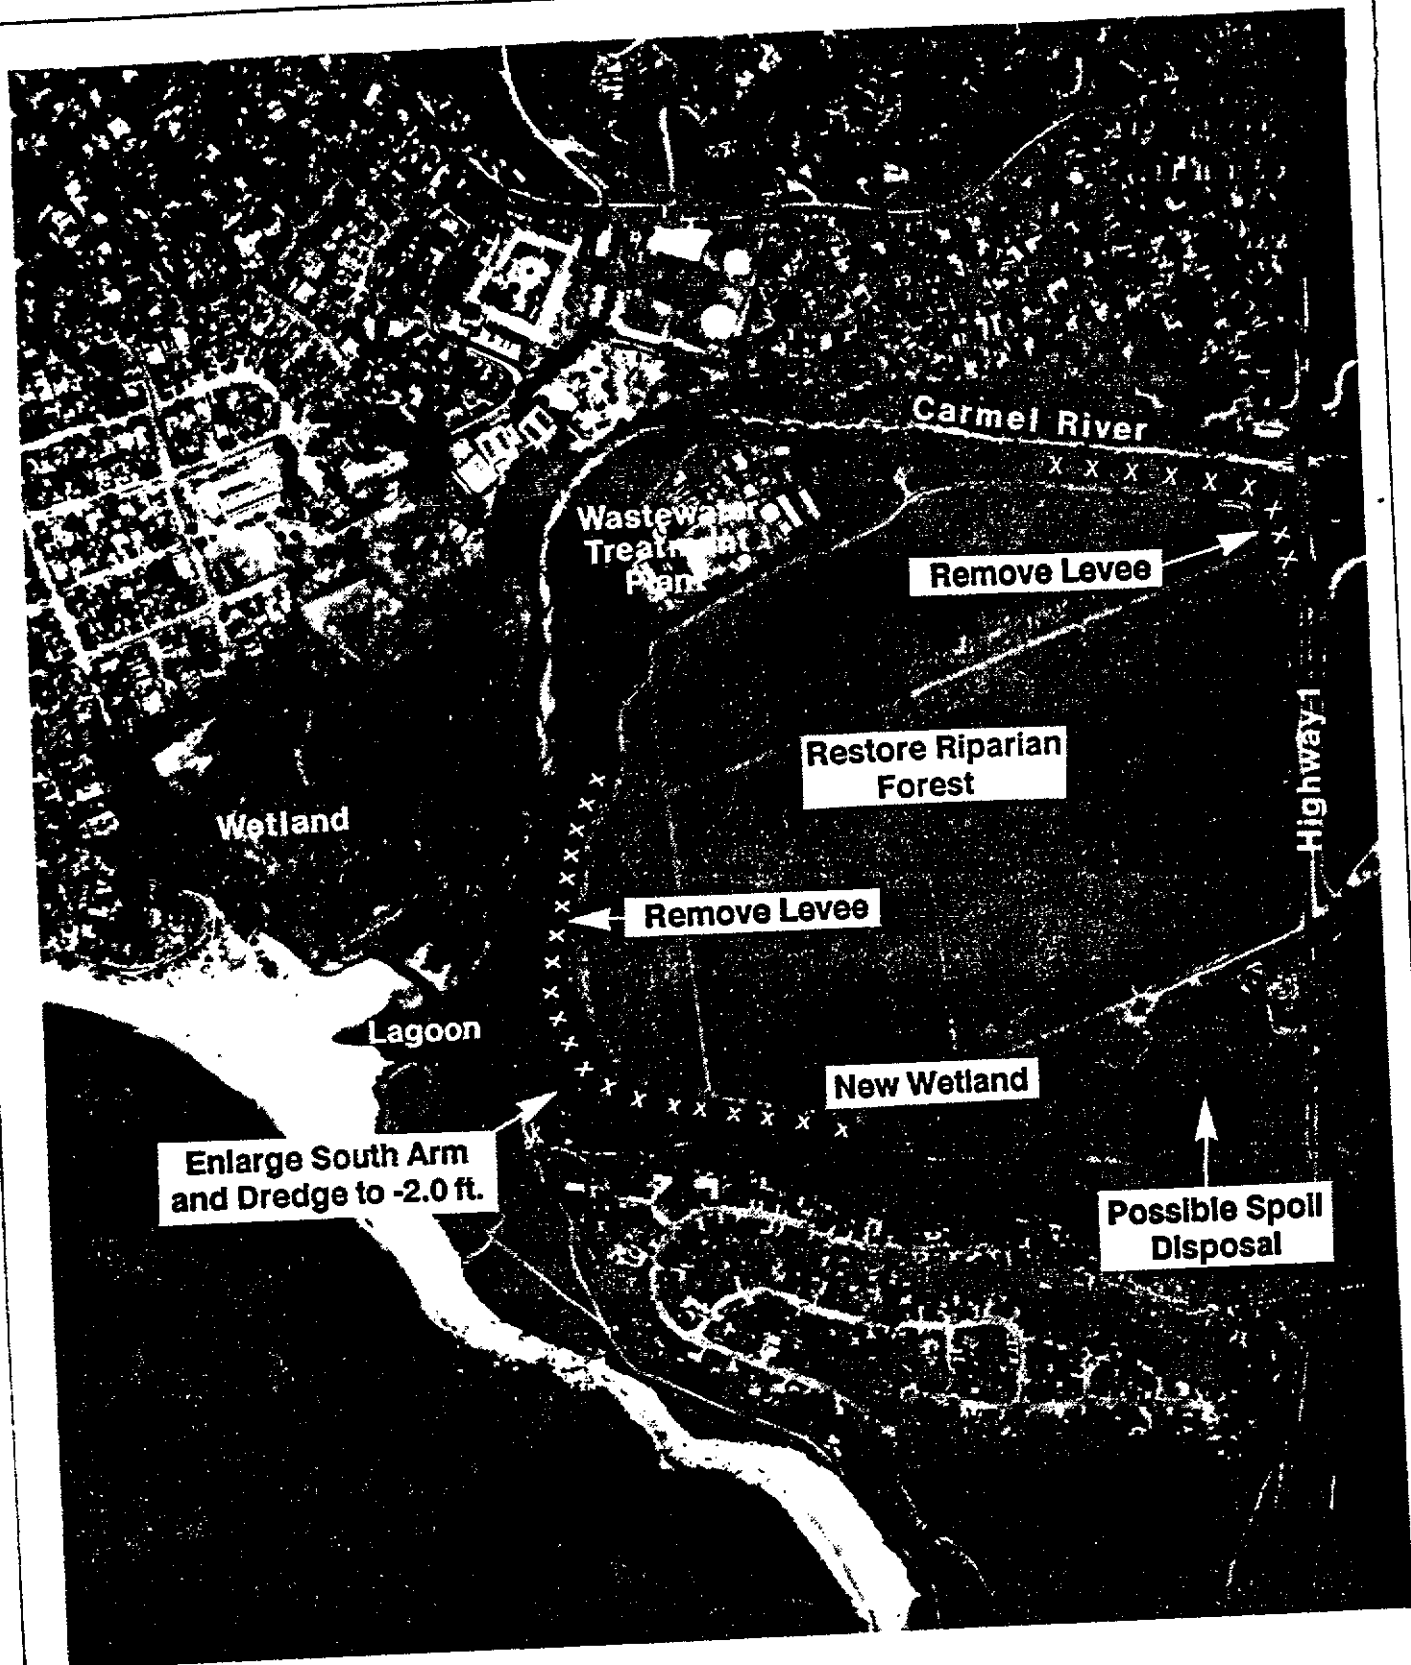 Carmel River
Wastewater
Treatment
Plant
Remove Levee
Restore Riparian
Forest
Highway 1
Wetland
Remove Levee
Lagoon
New Wetland
Enlarge South Arm
and Dredge to -2.0 ft.
Possible Spoil
Disposal